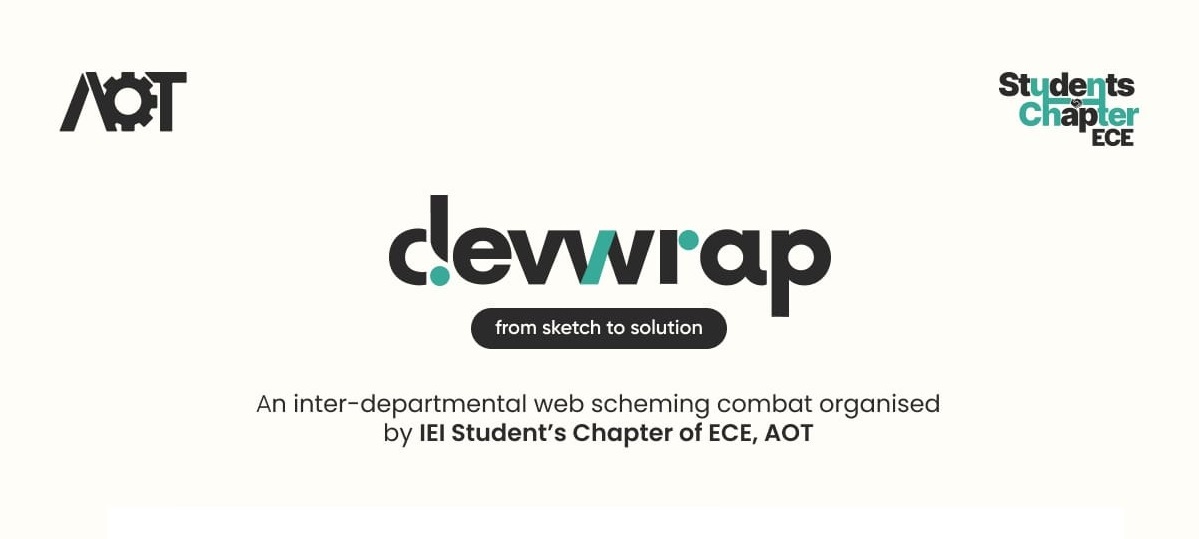 AOT
Students
Chapter
ECE
devwrap
from sketch to solution
An inter-departmental web scheming combat organised
by IEI Student’s Chapter of ECE, AOT